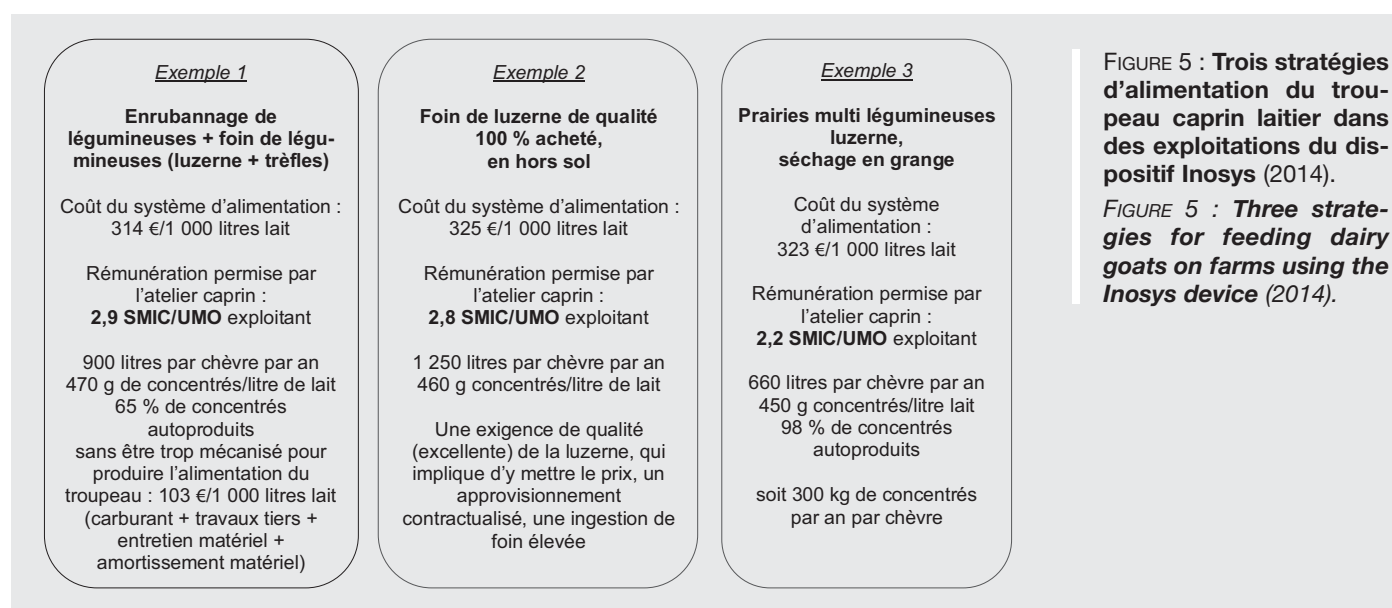 Exemple 1
Enrubannage de
légumineuses + foin de légu-
mineuses (luzerne + trèfles)
Coût du système d'alimentation :
314 €/1 000 litres lait
Rémunération permise par
l'atelier caprin :
2,9 SMIC/UMO exploitant
900 litres par chèvre par an
470 g de concentrés/litre de lait
65 % de concentrés
autoproduits
sans être trop mécanisé pour
produire l'alimentation du
troupeau : 103 €/1 000 litres lait
(carburant + travaux tiers +
entretien matériel +
amortissement matériel)
Exemple 2
Foin de luzerne de qualité
100 % acheté,
en hors sol
Coût du système d'alimentation :
325 €/1 000 litres lait
Rémunération permise par
l'atelier caprin :
2,8 SMIC/UMO exploitant
1 250 litres par chèvre par an
460 g concentrés/litre de lait
Une exigence de qualité
(excellente) de la luzerne, qui
implique d'y mettre le prix, un
approvisionnement
contractualisé, une ingestion de
foin élevée
Exemple 3
Prairies multi légumineuses
luzerne,
séchage en grange
Coût du système
d'alimentation :
323 €/1 000 litres lait
Rémunération permise par
l'atelier caprin :
2,2 SMIC/UMO exploitant
660 litres par chèvre par an
450 g concentrés/litre lait
98 % de concentrés
autoproduits
soit 300 kg de concentrés
par an par chèvre
FIGURE 5 : Trois stratégies
d'alimentation du trou-
peau caprin laitier dans
des exploitations du dis-
positif Inosys (2014).
FIGURE 5 : Three strate-
gies for feeding dairy
goats on farms using the
Inosys device (2014).